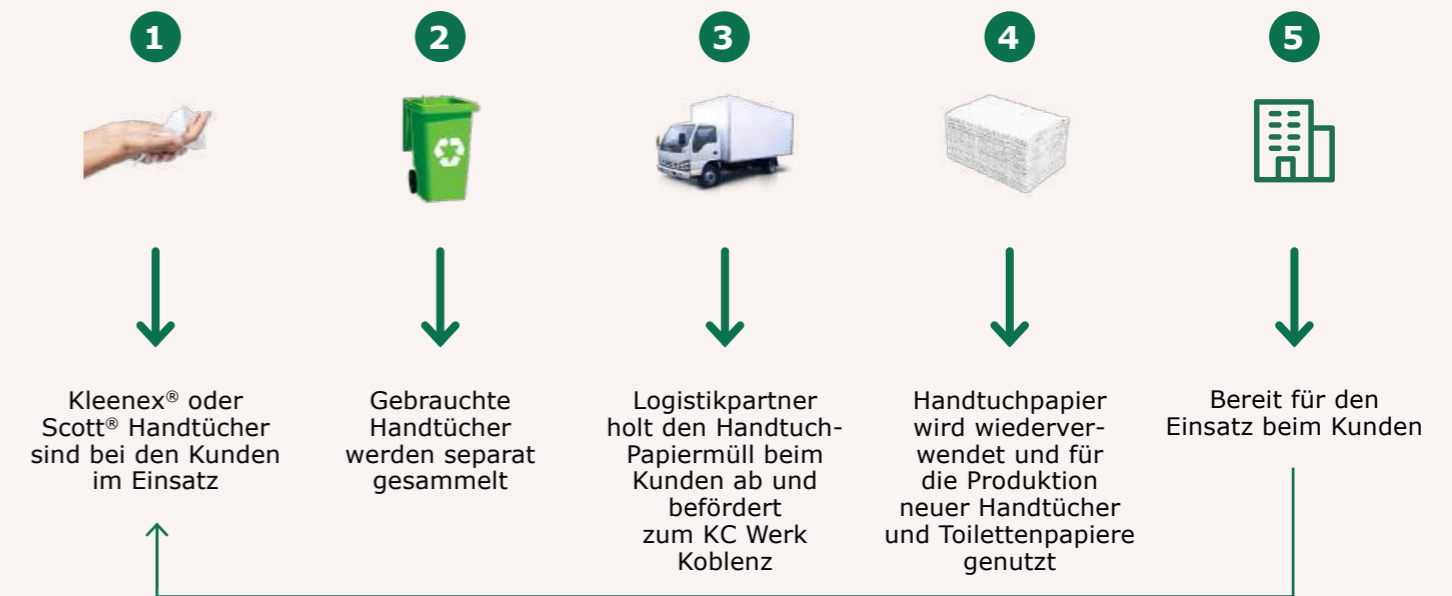 1
Kleenex® oder
Scott® Handtücher
sind bei den Kunden
im Einsatz
2
Gebrauchte
Handtücher
werden separat
gesammelt
3
Logistikpartner
holt den Handtuch-
Papiermüll beim
Kunden ab und
befördert
zum KC Werk
Koblenz
4
Handtuchpapier
wird wiederver-
wendet und für
die Produktion
neuer Handtücher
und Toilettenpapiere
genutzt
5
Bereit für den
Einsatz beim Kunden